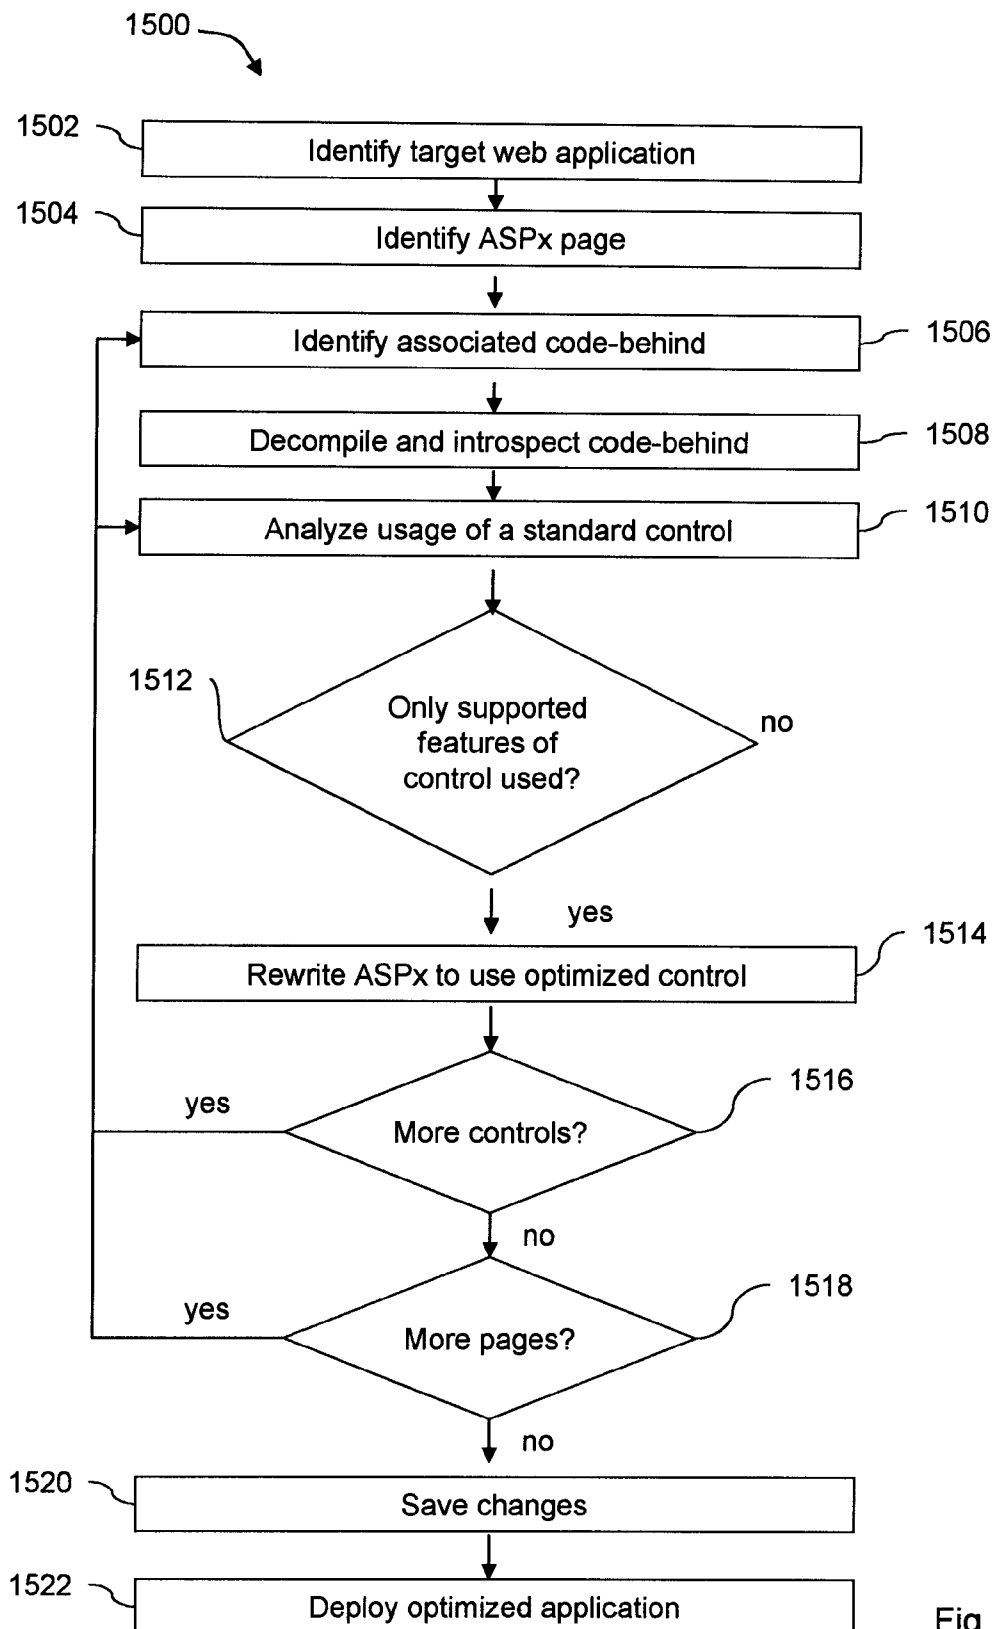 1500
1502
Identify target web application
1504
Identify ASPx page
Identify associated code-behind
1506
Decompile and introspect code-behind
1508
Analyze usage of a standard control
1510
1512
Only supported
features of
control used?
no
yes
1514
Rewrite ASPx to use optimized control
1516
yes
More controls?
no
1518
yes
More pages?
no
1520
Save changes
1522
Deploy optimized application
Fig